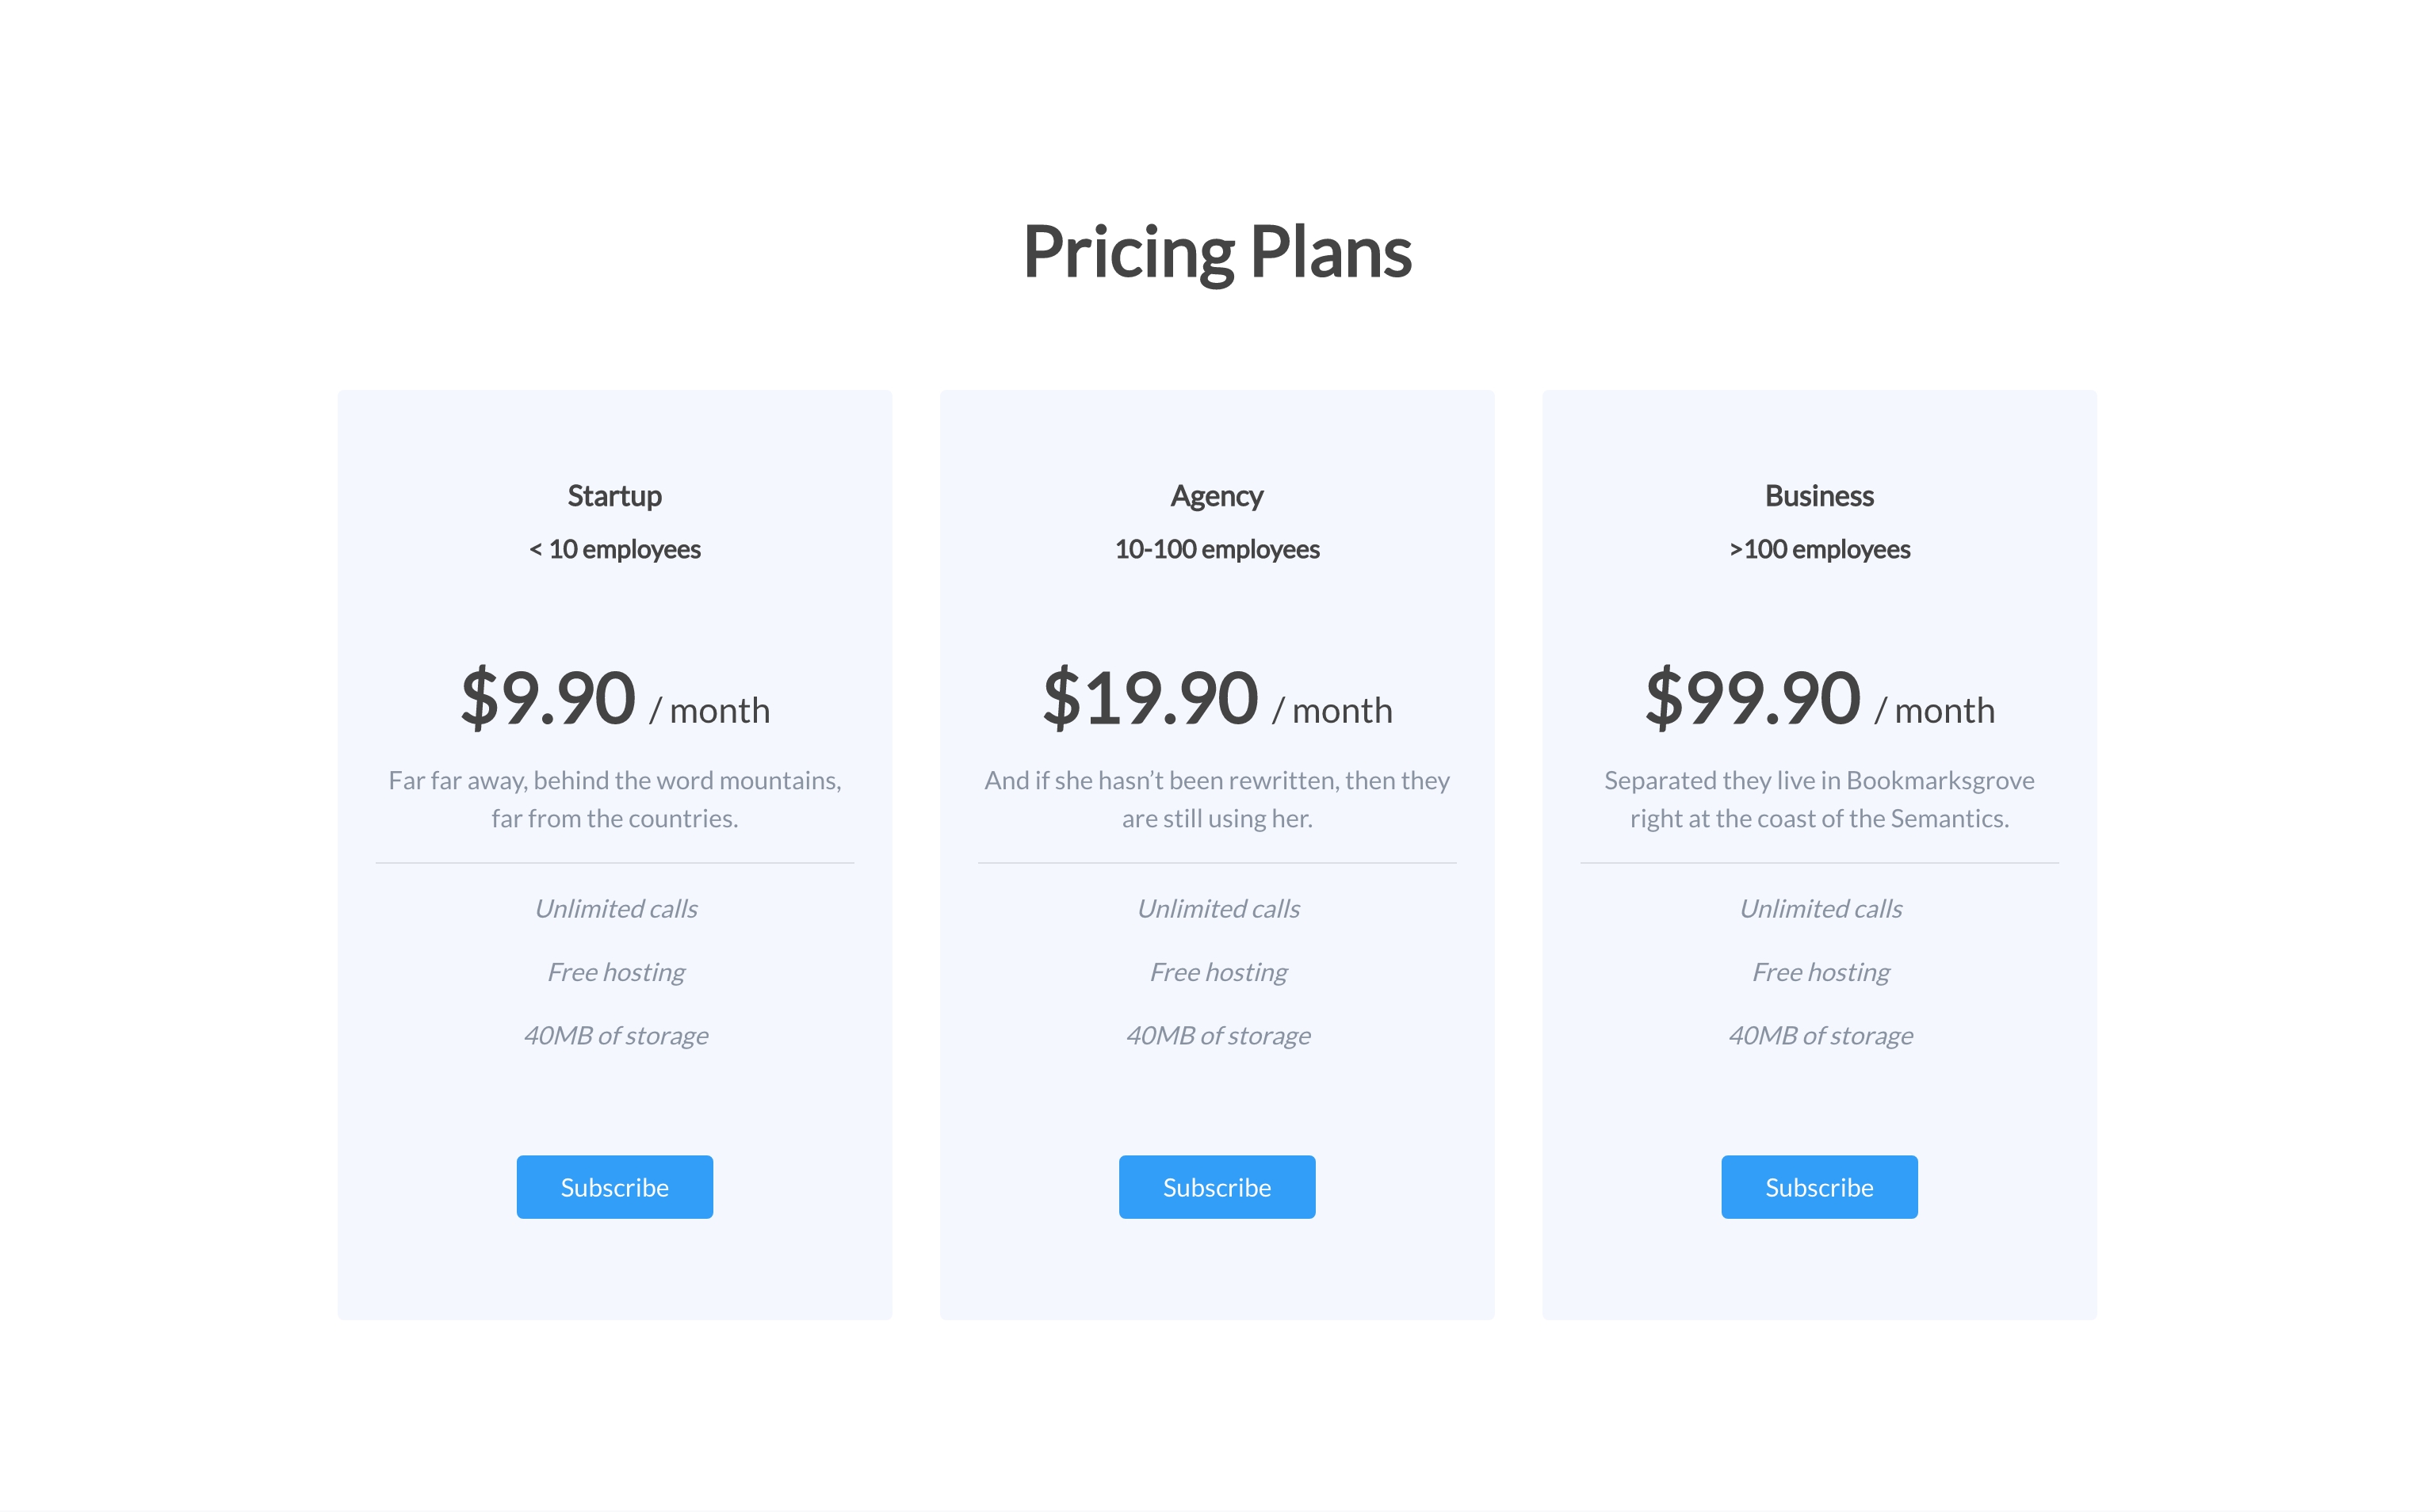 Pricing Plans
Startup
< 10 employees
$9.90 / month
Far far away, behind the word mountains,
far from the countries.
Unlimited calls
Free hosting
40MB of storage
Subscribe
Agency
10-100 employees
$19.90 / month
And if she hasn’t been rewritten, then they
are still using her.
Unlimited calls
Free hosting
40MB of storage
Subscribe
Business
>100 employees
$99.90 / month
Separated they live in Bookmarksgrove
right at the coast of the Semantics.
Unlimited calls
Free hosting
40MB of storage
Subscribe